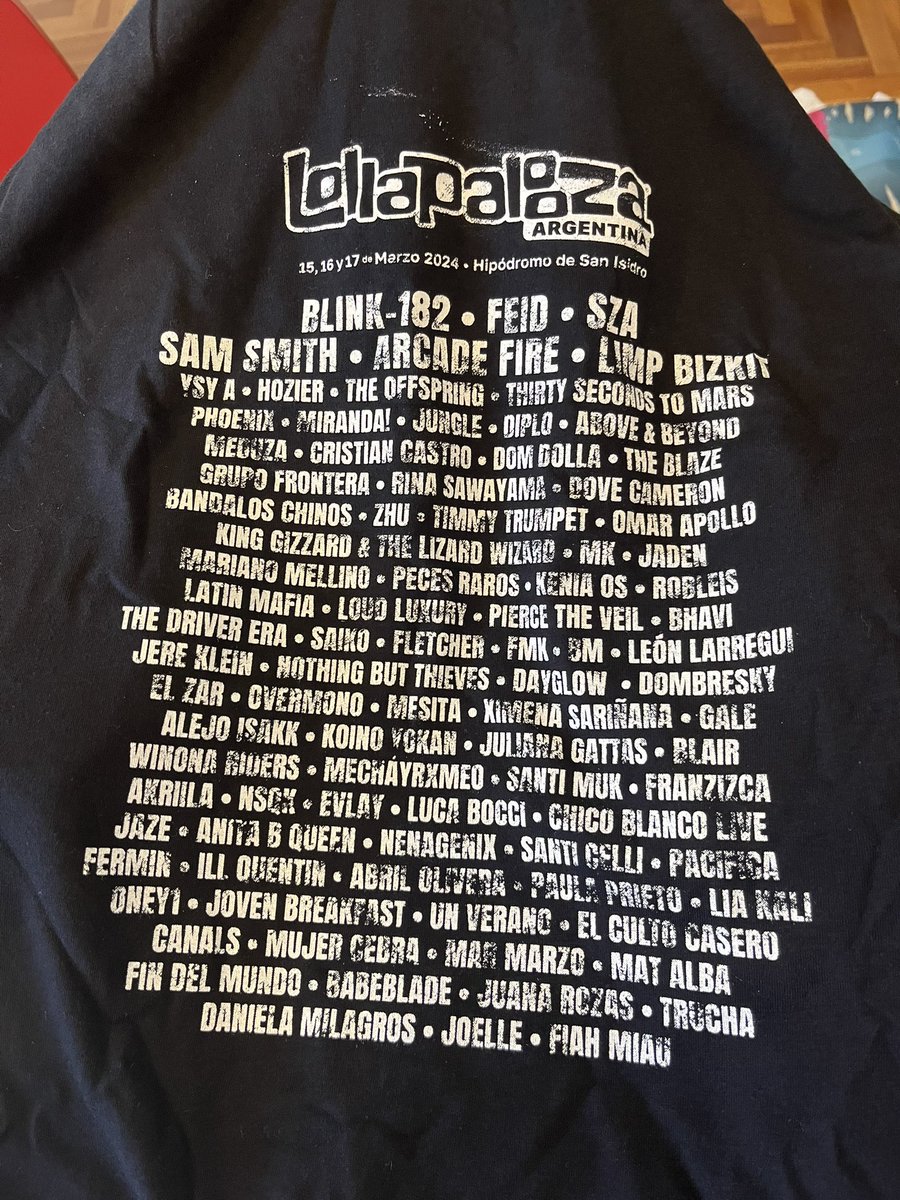 Lollapalooza
ARGENTINA
15, 16 y 17 de Marzo 2024 • Hipódromo de San Isidro
BLINK-182 • FEID • SZA
SAM SMITH • ARCADE FIRE • LIMP BIZKIT
YSY A • HOZIER • THE OFFSPRING • THIRTY SECONDS TO MARS
PHOENIX • MIRANDA! • JUNGLE • DIPLO • ABOVE & BEYOND
MEDUZA • CRISTIAN CASTRO • DOM DOLLA • THE BLAZE
GRUPO FRONTERA • RINA SAWAYAMA • DOVE CAMERON
BANDALOS CHINOS • ZHU • TIMMY TRUMPET • OMAR APOLLO
KING GIZZARD & THE LIZARD WIZARD • MK • JADEN
MARIANO MELLINO • PECES RAROS • KENIA OS • ROBLEIS
LATIN MAFIA • LOUD LUXURY • PIERCE THE VEIL • BHAVI
THE DRIVER ERA • SAIKO • FLETCHER • FMK • BM • LEÓN LARREGUI
JERE KLEIN • NOTHING BUT THIEVES • DAYGLOW • DOMBRESKY
EL ZAR • OVERMONO • MESITA • XIMENA SARIÑANA • GALE
ALEJO ISAKK • KOINO YOKAN • JULIANA GATTAS • BLAIR
WINONA RIDERS • MECHÁYRXMEO • SANTI MUK • FRANZIZCA
AKRIILA • NSQK • EVLAY • LUCA BOCCI • CHICO BLANCO LIVE
JAZE • ANITA B QUEEN • NENAGENIX • SANTI CELLI • PACIFICA
FERMIN • ILL QUENTIN • ABRIL OLIVERA • PAULA PRIETO • LIA KALI
ONEY1 • JOVEN BREAKFAST • UN VERANO • EL CULTO CASERO
CANALS • MUJER CEBRA • MAR MARZO • MAT ALBA
FIN DEL MUNDO • BABEBLADE • JUANA ROZAS • TRUCHA
DANIELA MILAGROS • JOELLE • FIAH MIAU